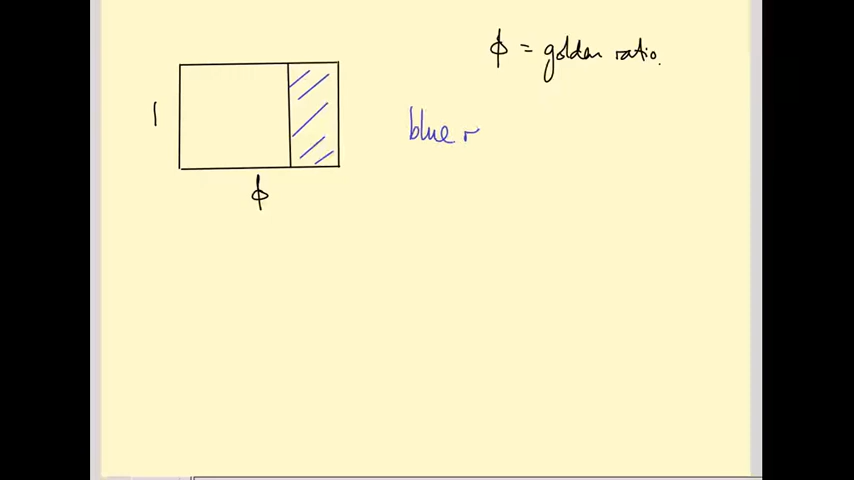 ϕ = golden ratio.
1
blue r
ϕ